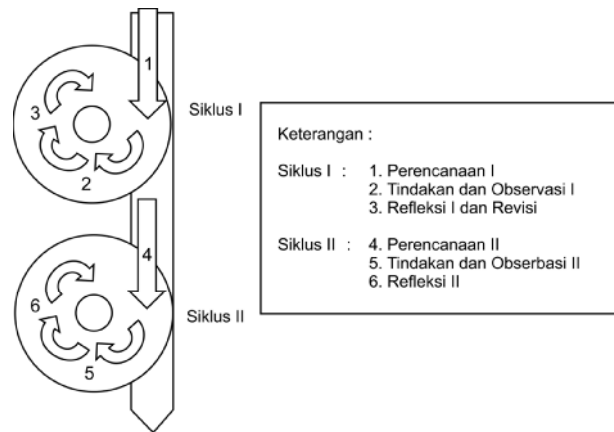 1
3
2
Siklus I
4
6
5
Siklus II
Keterangan :
Siklus I : 1. Perencanaan I
2. Tindakan dan Observasi I
3. Refleksi I dan Revisi
Siklus II : 4. Perencanaan II
5. Tindakan dan Obserbasi II
6. Refleksi II